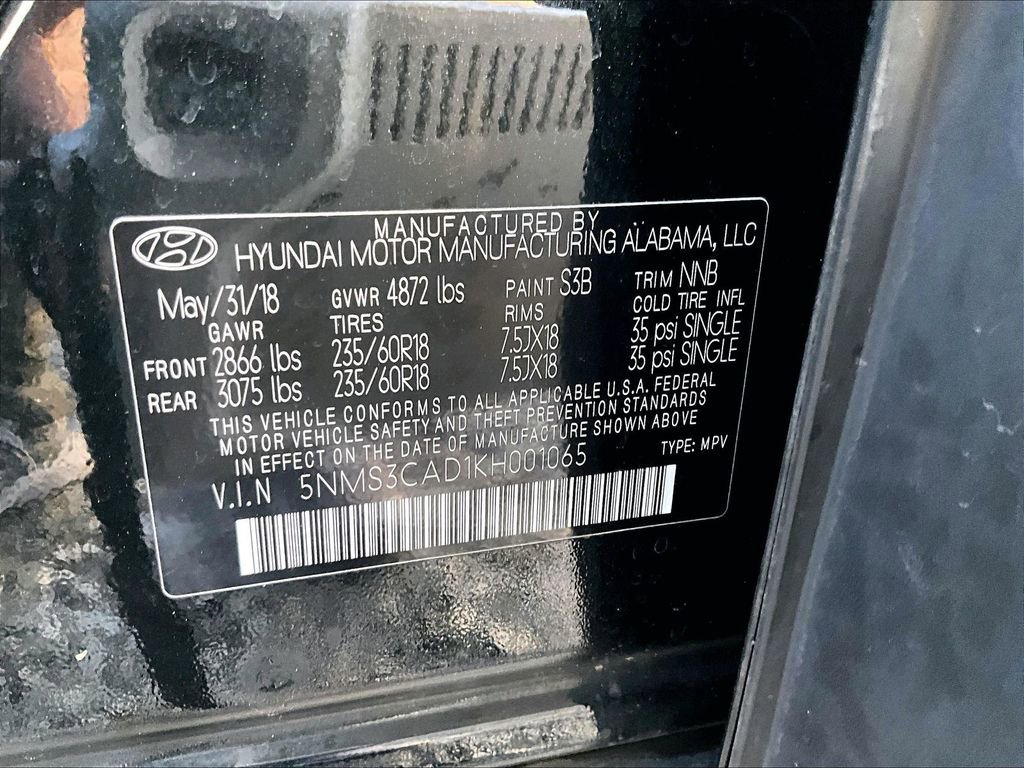 MANUFACTURED BY
HYUNDAI MOTOR MANUFACTURING ALABAMA, LLC
May/31/18 GVWR 4872 lbs PAINT S3B TRIM NNB
GAWR TIRES RIMS COLD TIRE INFL
FRONT 2866 lbs 235/60R18 7.5JX18 35 psi SINGLE
REAR 3075 lbs 235/60R18 7.5JX18 35 psi SINGLE
THIS VEHICLE CONFORMS TO ALL APPLICABLE U.S.A. FEDERAL
MOTOR VEHICLE SAFETY AND THEFT PREVENTION STANDARDS
IN EFFECT ON THE DATE OF MANUFACTURE SHOWN ABOVE
V.I.N 5NMS3CAD1KH001065 TYPE: MPV